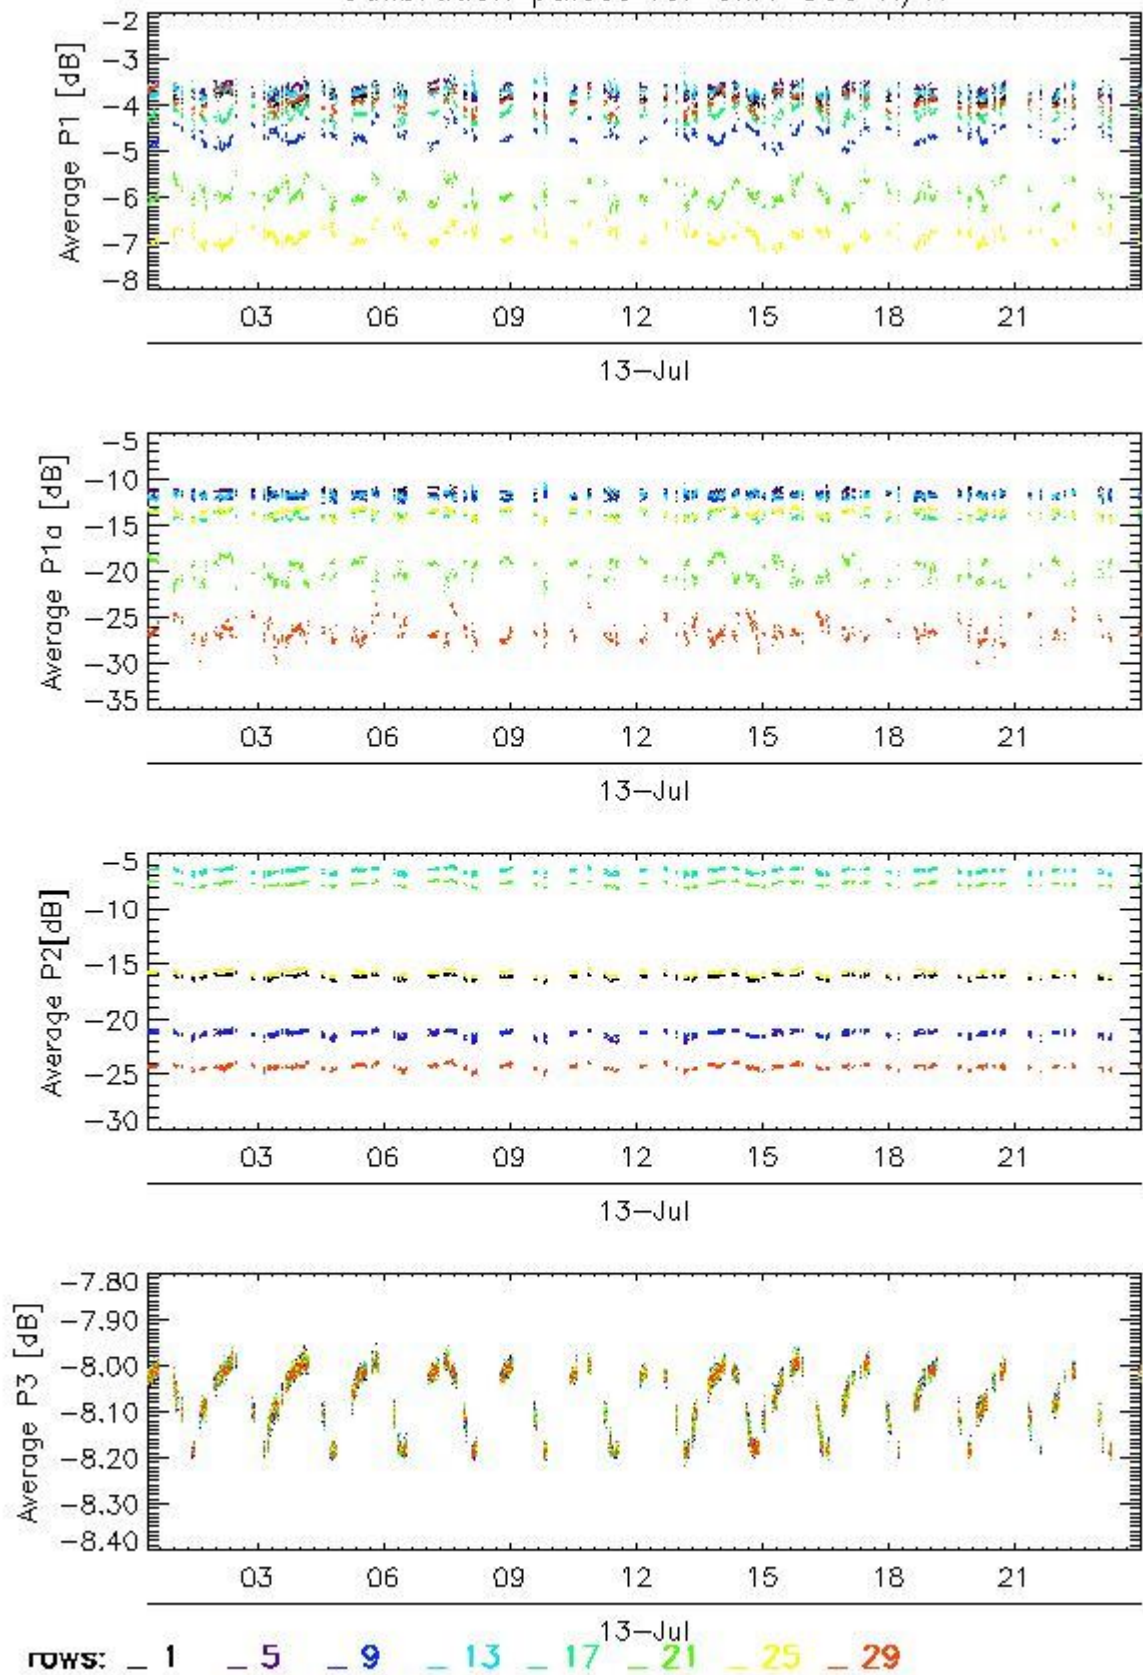 -2
-3
-4
-5
-6
-7
-8
Average P1 [dB]
03 06 09 12 15 18 21
13-Jul
-5
-10
-15
-20
-25
-30
-35
Average P1a [dB]
03 06 09 12 15 18 21
13-Jul
-5
-10
-15
-20
-25
-30
Average P2[dB]
03 06 09 12 15 18 21
13-Jul
-7.80
-7.90
-8.00
-8.10
-8.20
-8.30
-8.40
Average P3 [dB]
03 06 09 12 15 18 21
13-Jul
rows: _ 1 _ 5 _ 9 _ 13 _ 17 _ 21 _ 25 _ 29